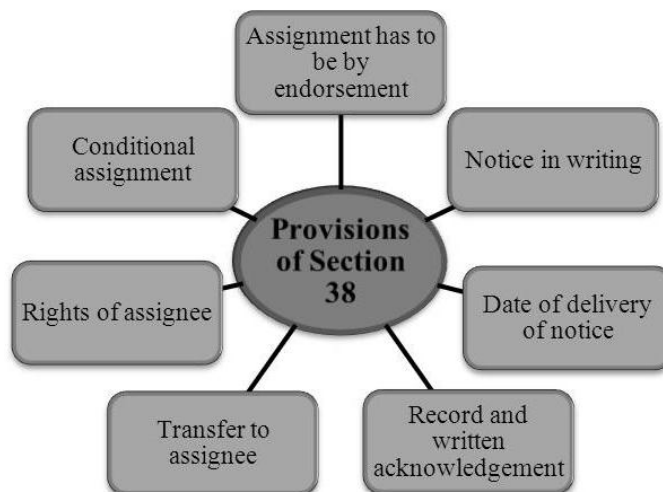 Assignment has to
be by
endorsement
Notice in writing
Date of delivery
of notice
Record and
written
acknowledgement
Transfer to
assignee
Rights of assignee
Conditional
assignment
Provisions
of Section
38